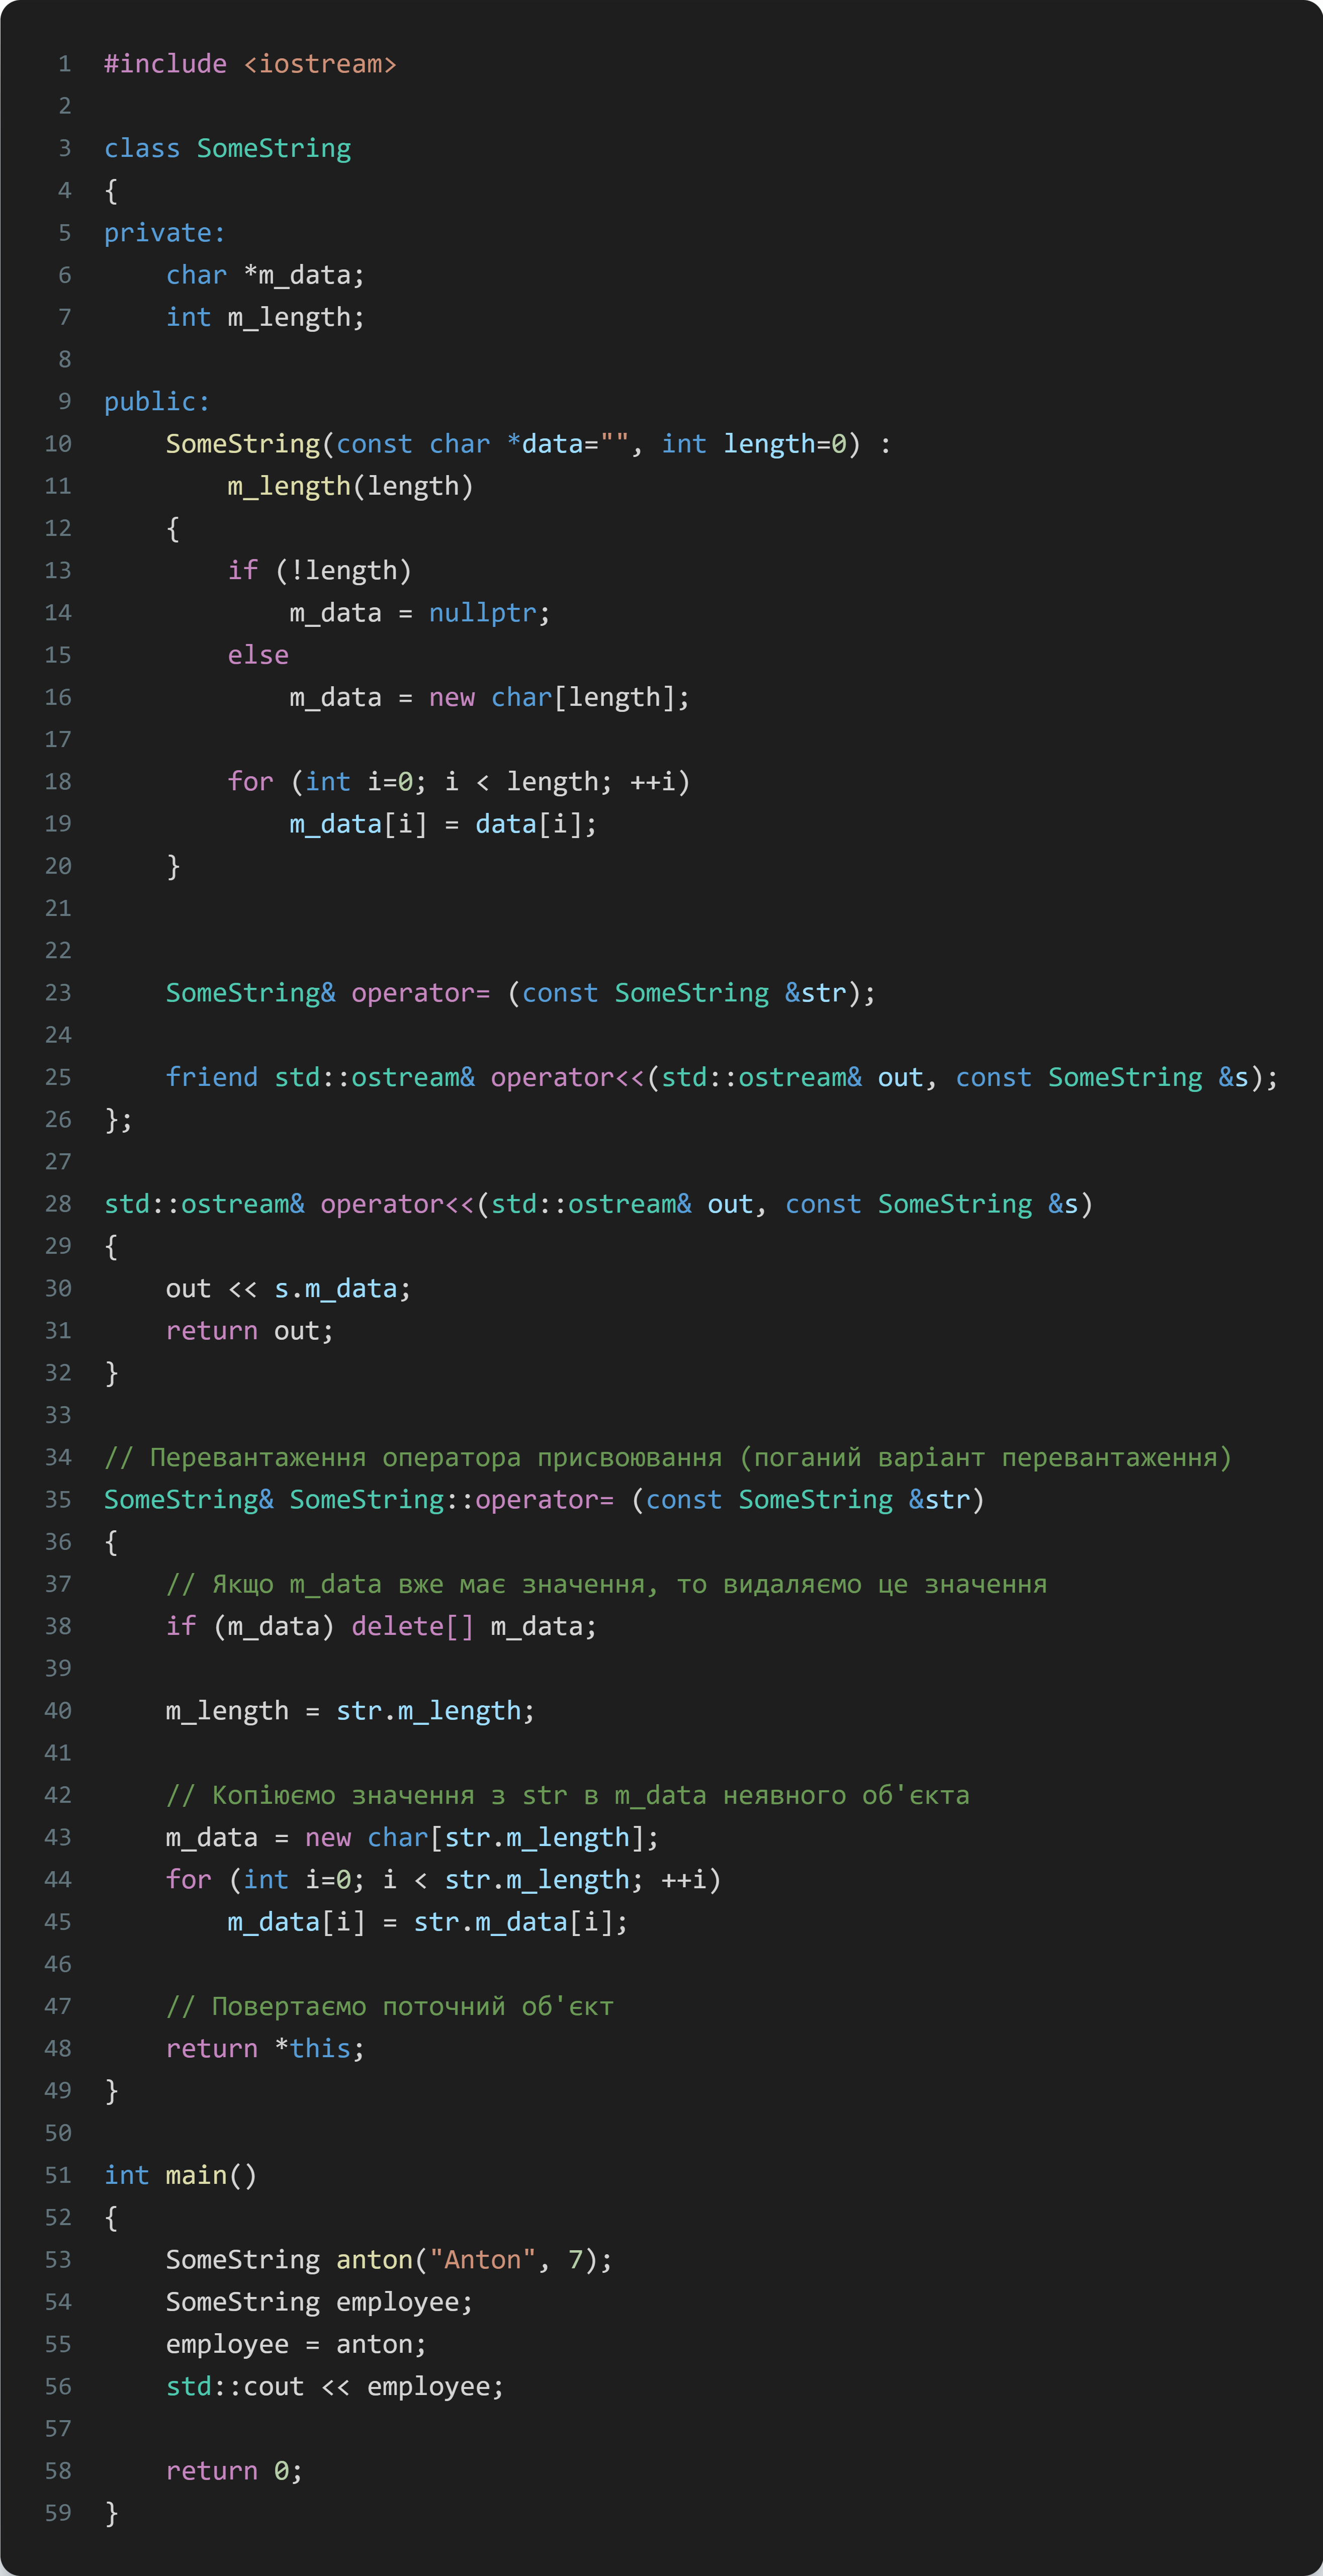 1 #include <iostream>
2
3 class SomeString
4 {
5 private:
6     char *m_data;
7     int m_length;
8
9 public:
10     SomeString(const char *data="", int length=0) :
11         m_length(length)
12     {
13         if (!length)
14             m_data = nullptr;
15         else
16             m_data = new char[length];
17
18         for (int i=0; i < length; ++i)
19             m_data[i] = data[i];
20     }
21
22
23     SomeString& operator= (const SomeString &str);
24
25     friend std::ostream& operator<<(std::ostream& out, const SomeString &s);
26 };
27
28 std::ostream& operator<<(std::ostream& out, const SomeString &s)
29 {
30     out << s.m_data;
31     return out;
32 }
33
34 // Перевантаження оператора присвоювання (поганий варіант перевантаження)
35 SomeString& SomeString::operator= (const SomeString &str)
36 {
37     // Якщо m_data вже має значення, то видаляємо це значення
38     if (m_data) delete[] m_data;
39
40     m_length = str.m_length;
41
42     // Копіюємо значення з str в m_data неявного об'єкта
43     m_data = new char[str.m_length];
44     for (int i=0; i < str.m_length; ++i)
45         m_data[i] = str.m_data[i];
46
47     // Повертаємо поточний об'єкт
48     return *this;
49 }
50
51 int main()
52 {
53     SomeString anton("Anton", 7);
54     SomeString employee;
55     employee = anton;
56     std::cout << employee;
57
58     return 0;
59 }